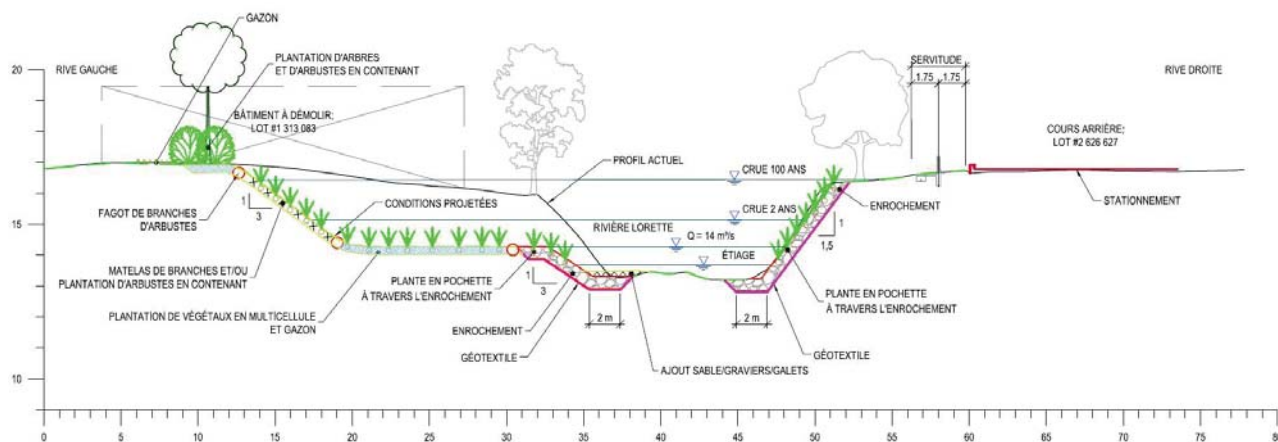 GAZON
20
RIVE GAUCHE
PLANTATION D'ARBRES
ET D'ARBUSTES EN CONTENANT
SERVITUDE
1.75 1.75
RIVE DROITE
BÂTIMENT À DÉMOLIR;
LOT #1 313 083
COURS ARRIÈRE;
LOT #2 626 627
PROFIL ACTUEL
CRUE 100 ANS
ENROCHEMENT
STATIONNEMENT
FAGOT DE BRANCHES
D'ARBUSTES
1
3
CONDITIONS PROJETÉES
CRUE 2 ANS
1
1,5
15
RIVIÈRE LORETTE
Q = 14 m³/s
ÉTIAGE
MATELAS DE BRANCHES ET/OU
PLANTATION D'ARBUSTES EN CONTENANT
PLANTE EN POCHETTE
À TRAVERS L'ENROCHEMENT
1
3
PLANTE EN POCHETTE
À TRAVERS L'ENROCHEMENT
PLANTATION DE VÉGÉTAUX EN MULTICELLULE
ET GAZON
2 m
2 m
ENROCHEMENT
GÉOTEXTILE
GÉOTEXTILE
AJOUT SABLE/GRAVIERS/GALETS
10
0 5 10 15 20 25 30 35 40 45 50 55 60 65 70 75 80